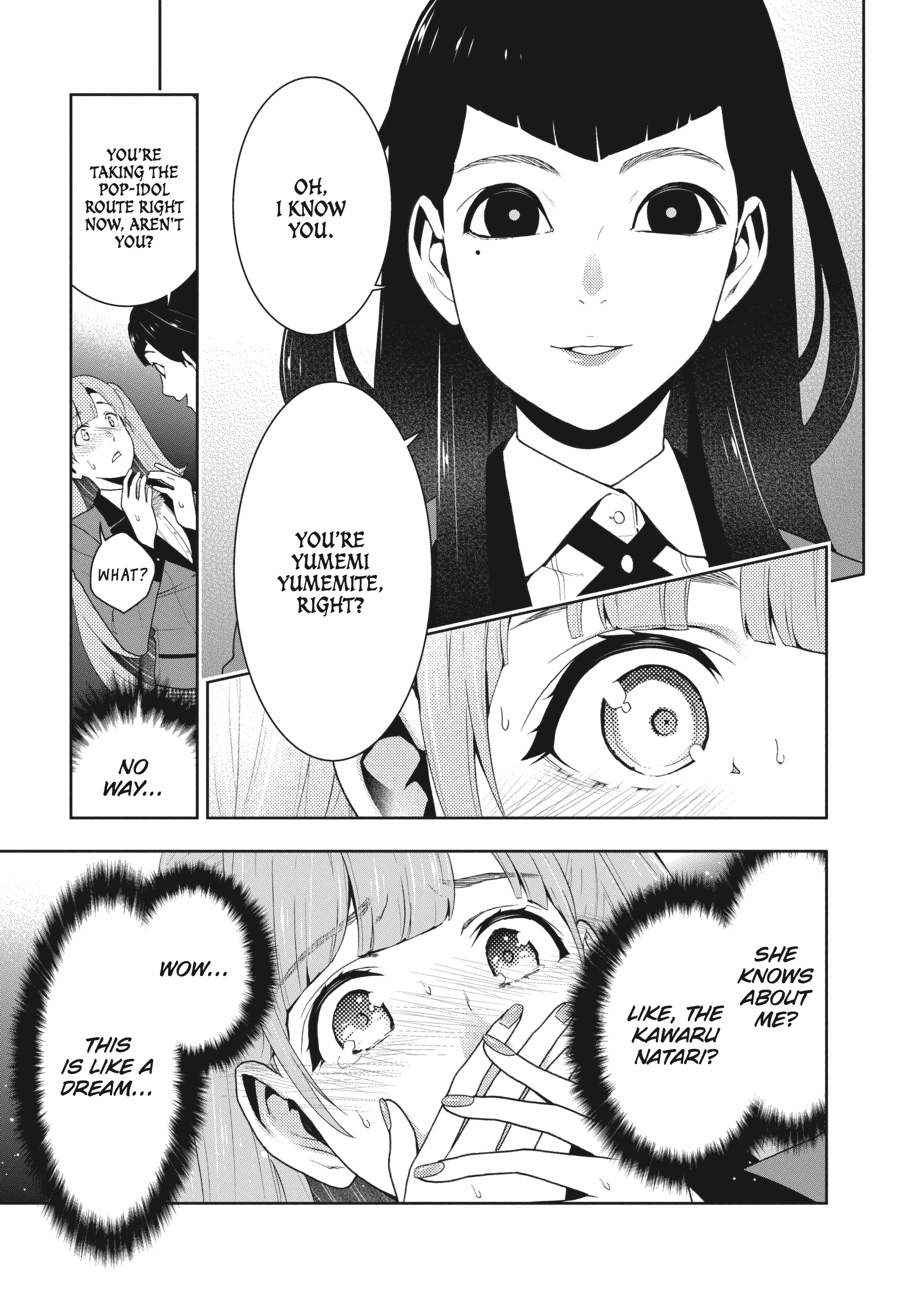 OH,
I KNOW
YOU.
YOU'RE
YUMEMI
YUMEMITE,
RIGHT?
YOU'RE
TAKING THE
POP-IDOL
ROUTE RIGHT
NOW, AREN'T
YOU?
WHAT?
NO
WAY...
SHE
KNOWS
ABOUT
ME?
LIKE, THE
KAWARU
NATARI?
WOW...
THIS
IS LIKE A
DREAM...